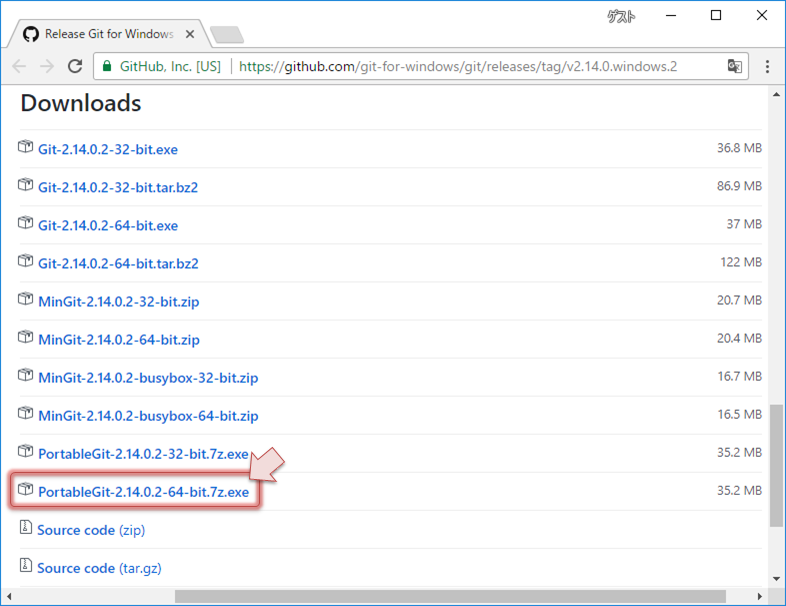 ゲスト
Release Git for Windows
GitHub, Inc. [US] https://github.com/git-for-windows/git/releases/tag/v2.14.0.windows.2
Downloads
Git-2.14.0.2-32-bit.exe 36.8 MB
Git-2.14.0.2-32-bit.tar.bz2 86.9 MB
Git-2.14.0.2-64-bit.exe 37 MB
Git-2.14.0.2-64-bit.tar.bz2 122 MB
MinGit-2.14.0.2-32-bit.zip 20.7 MB
MinGit-2.14.0.2-64-bit.zip 20.4 MB
MinGit-2.14.0.2-busybox-32-bit.zip 16.7 MB
MinGit-2.14.0.2-busybox-64-bit.zip 16.5 MB
PortableGit-2.14.0.2-32-bit.7z.exe 35.2 MB
PortableGit-2.14.0.2-64-bit.7z.exe 35.2 MB
Source code (zip)
Source code (tar.gz)